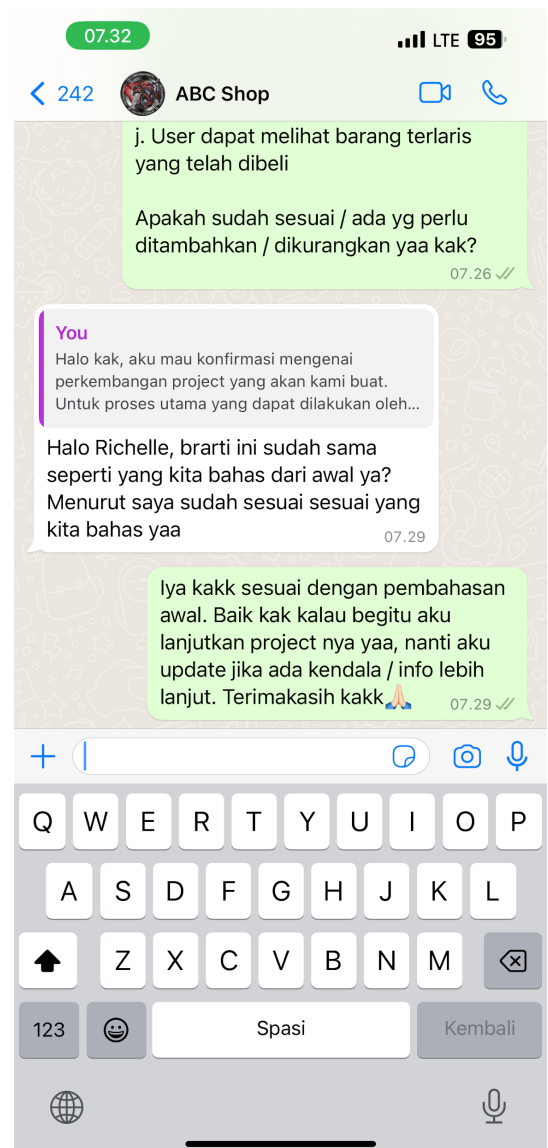 07.32
LTE 95
242
ABC Shop
j. User dapat melihat barang terlaris
yang telah dibeli
Apakah sudah sesuai / ada yg perlu
ditambahkan / dikurangkan yaa kak?
07.26
You
Halo kak, aku mau konfirmasi mengenai
perkembangan project yang akan kami buat.
Untuk proses utama yang dapat dilakukan oleh...
Halo Richelle, brarti ini sudah sama
seperti yang kita bahas dari awal ya?
Menurut saya sudah sesuai sesuai yang
kita bahas yaa
07.29
Iya kakk sesuai dengan pembahasan
awal. Baik kak kalau begitu aku
lanjutkan project nya yaa, nanti aku
update jika ada kendala / info lebih
lanjut. Terimakasih kakk🙏🏻
07.29
Q W E R T Y U I O P
A S D F G H J K L
Z X C V B N M
123 Spasi Kembali